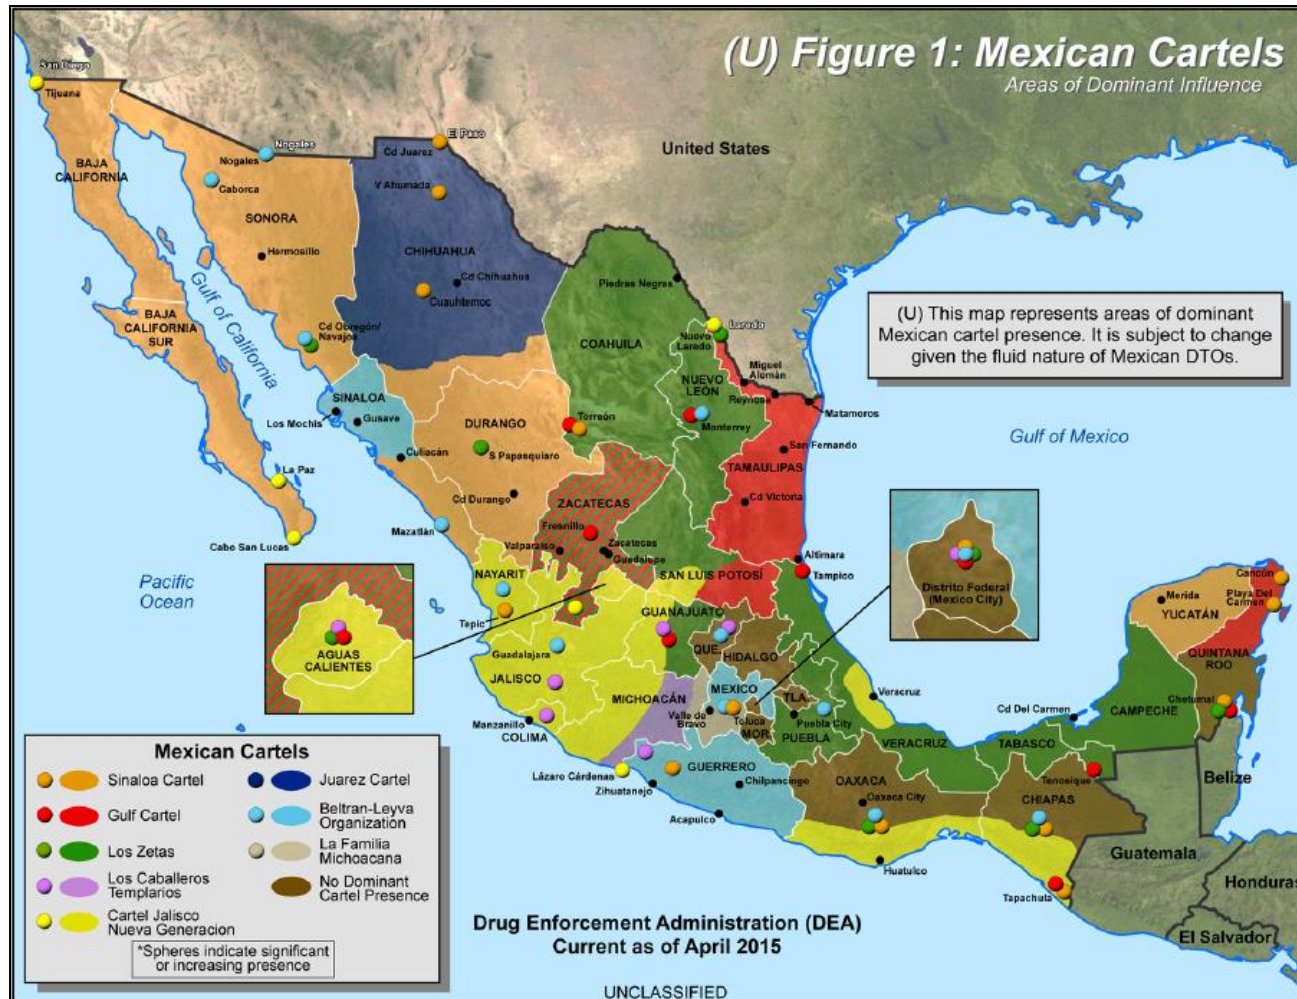 (U) Figure 1: Mexican Cartels
Areas of Dominant Influence
San Diego
Tijuana
BAJA
CALIFORNIA
Nogales
Nogales
Caborca
SONORA
Hermosillo
El Paso
Cd Juarez
V Ahumada
CHIHUAHUA
Cd Chihuahua
Cuauhtemoc
United States
Piedras Negras
Gulf of California
BAJA
CALIFORNIA
SUR
Cd Obregón/
Navajoa
COAHUILA
Laredo
Nuevo
Laredo
(U) This map represents areas of dominant
Mexican cartel presence. It is subject to change
given the fluid nature of Mexican DTOs.
NUEVO
LEÓN
Miguel
Alemán
Reynosa
Matamoros
SINALOA
Los Mochis
Gusave
DURANGO
Torreón
Monterrey
San Fernando
Gulf of Mexico
Culiacán
S Papasquiaro
TAMAULIPAS
La Paz
Cd Durango
ZACATECAS
Cd Victoria
Mazatlán
Fresnillo
Cabo San Lucas
Valparaiso
Zacatecas
Guadalupe
Altimara
Tampico
Pacific
Ocean
NAYARIT
SAN LUIS POTOSÍ
Distrito Federal
(Mexico City)
Cancún
Playa Del
Carmen
Merida
YUCATÁN
Tepic
GUANAJUATO
AGUAS
CALIENTES
Guadalajara
QUE.
HIDALGO
QUINTANA
ROO
JALISCO
MICHOACÁN
MEXICO
TLA.
Veracruz
Cd Del Carmen
CAMPECHE
Chetumal
Manzanillo
COLIMA
Valle de
Bravo
Toluca
MOR.
Puebla City
PUEBLA
VERACRUZ
TABASCO
Lázaro Cárdenas
GUERRERO
Zihuatanejo
Chilpancingo
OAXACA
Oaxaca City
Tenosique
CHIAPAS
Belize
Acapulco
Guatemala
Huatulco
Tapachula
Honduras
El Salvador
Mexican Cartels
Sinaloa Cartel
Gulf Cartel
Los Zetas
Los Caballeros
Templarios
Cartel Jalisco
Nueva Generacion
Juarez Cartel
Beltran-Leyva
Organization
La Familia
Michoacana
No Dominant
Cartel Presence
*Spheres indicate significant
or increasing presence
Drug Enforcement Administration (DEA)
Current as of April 2015
UNCLASSIFIED